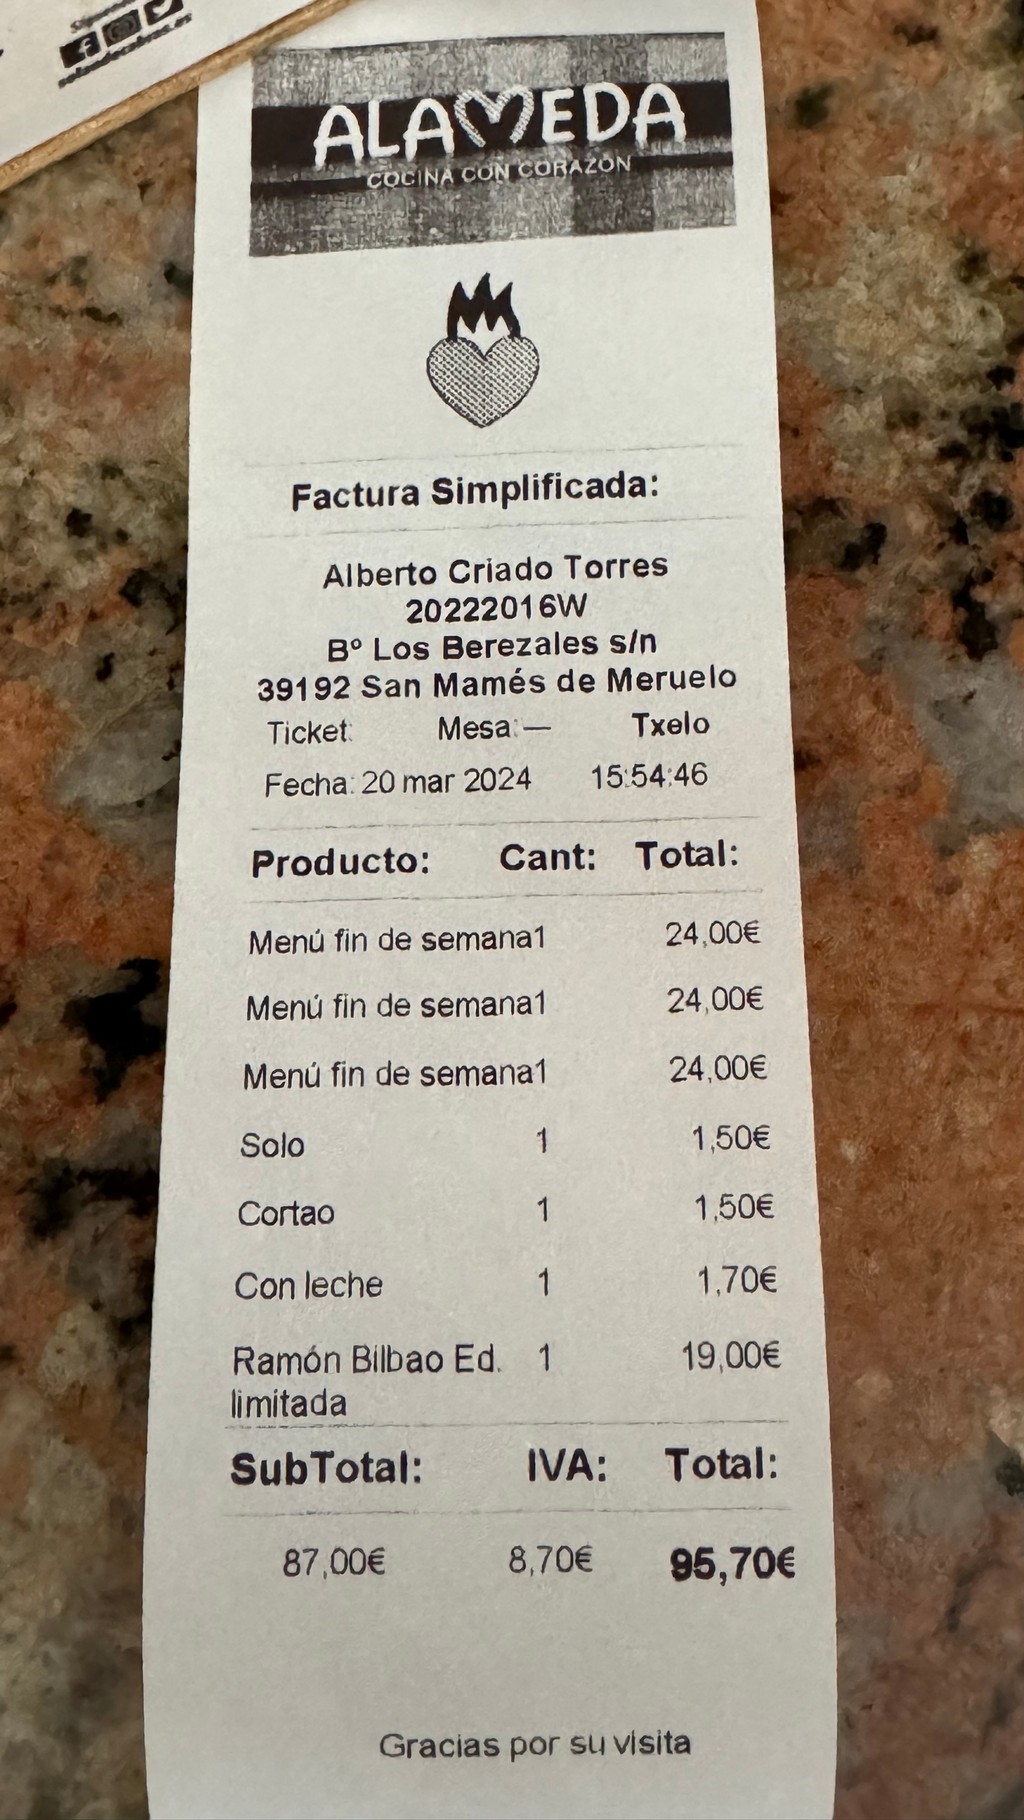 Síguenos
solandecabras.es
ALAMEDA
COCINA CON CORAZÓN
Factura Simplificada:
Alberto Criado Torres
20222016W
Bº Los Berezales s/n
39192 San Mamés de Meruelo
Ticket: Mesa:— Txelo
Fecha: 20 mar 2024 15:54:46
Producto: Cant: Total:
Menú fin de semana1 24,00€
Menú fin de semana1 24,00€
Menú fin de semana1 24,00€
Solo 1 1,50€
Cortao 1 1,50€
Con leche 1 1,70€
Ramón Bilbao Ed. 1 19,00€
limitada
SubTotal: IVA: Total:
87,00€ 8,70€ 95,70€
Gracias por su visita